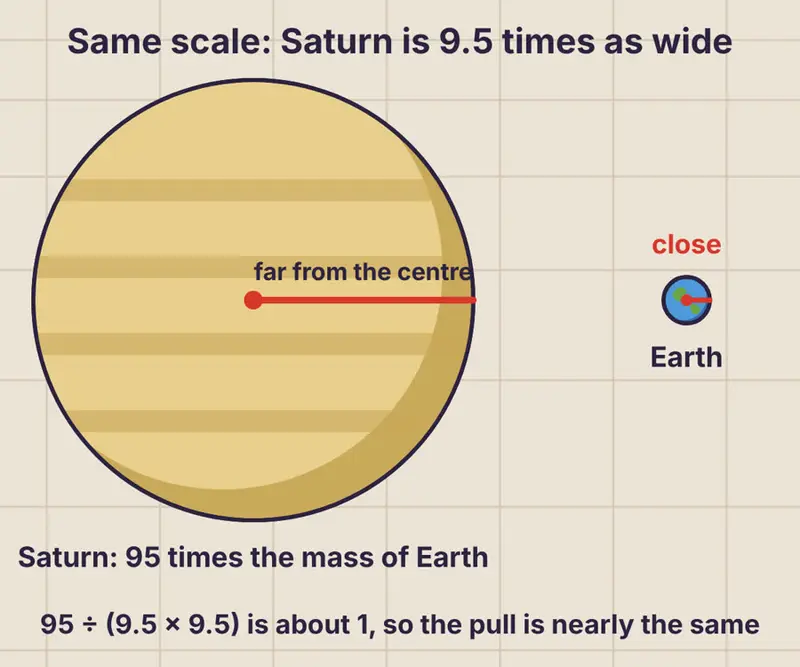 Same scale: Saturn is 9.5 times as wide
close
far from the centre
Earth
Saturn: 95 times the mass of Earth
95 ÷ (9.5 × 9.5) is about 1, so the pull is nearly the same